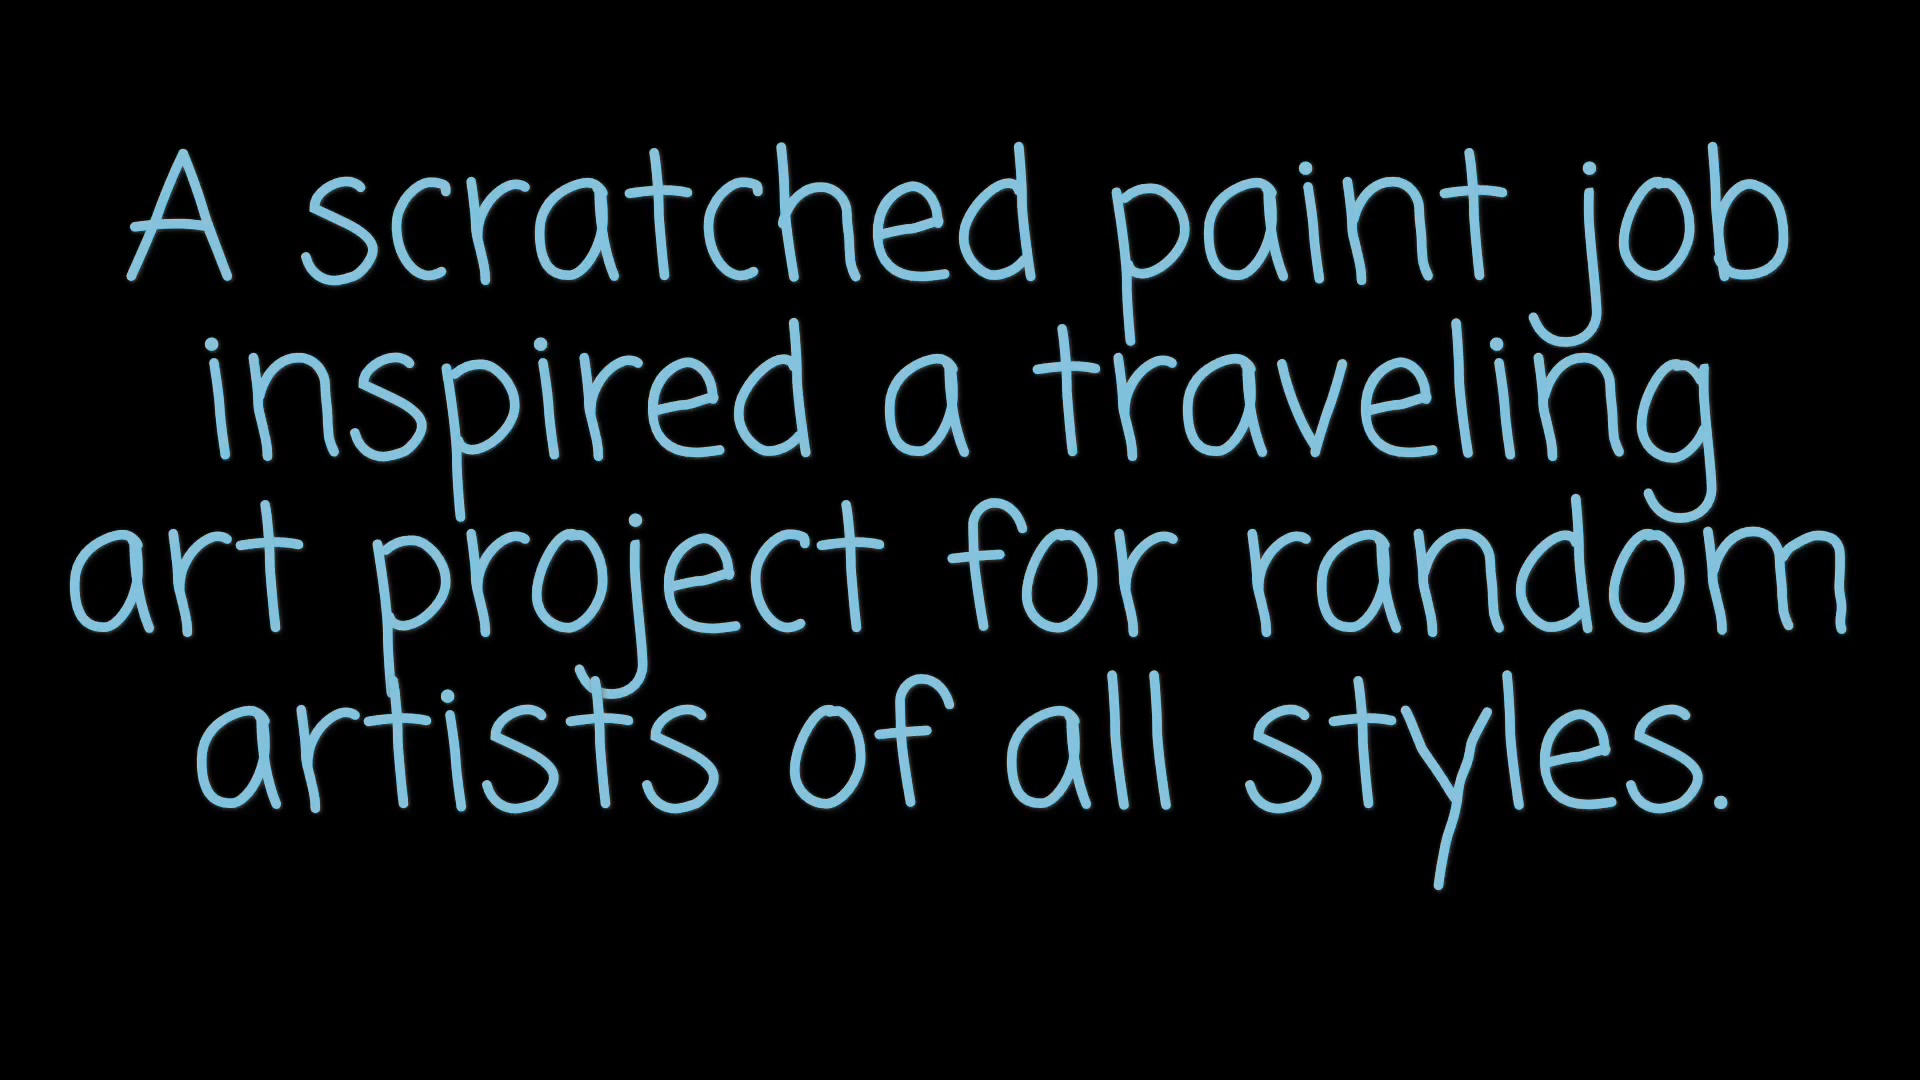 A scratched paint job
inspired a traveling
art project for random
artists of all styles.